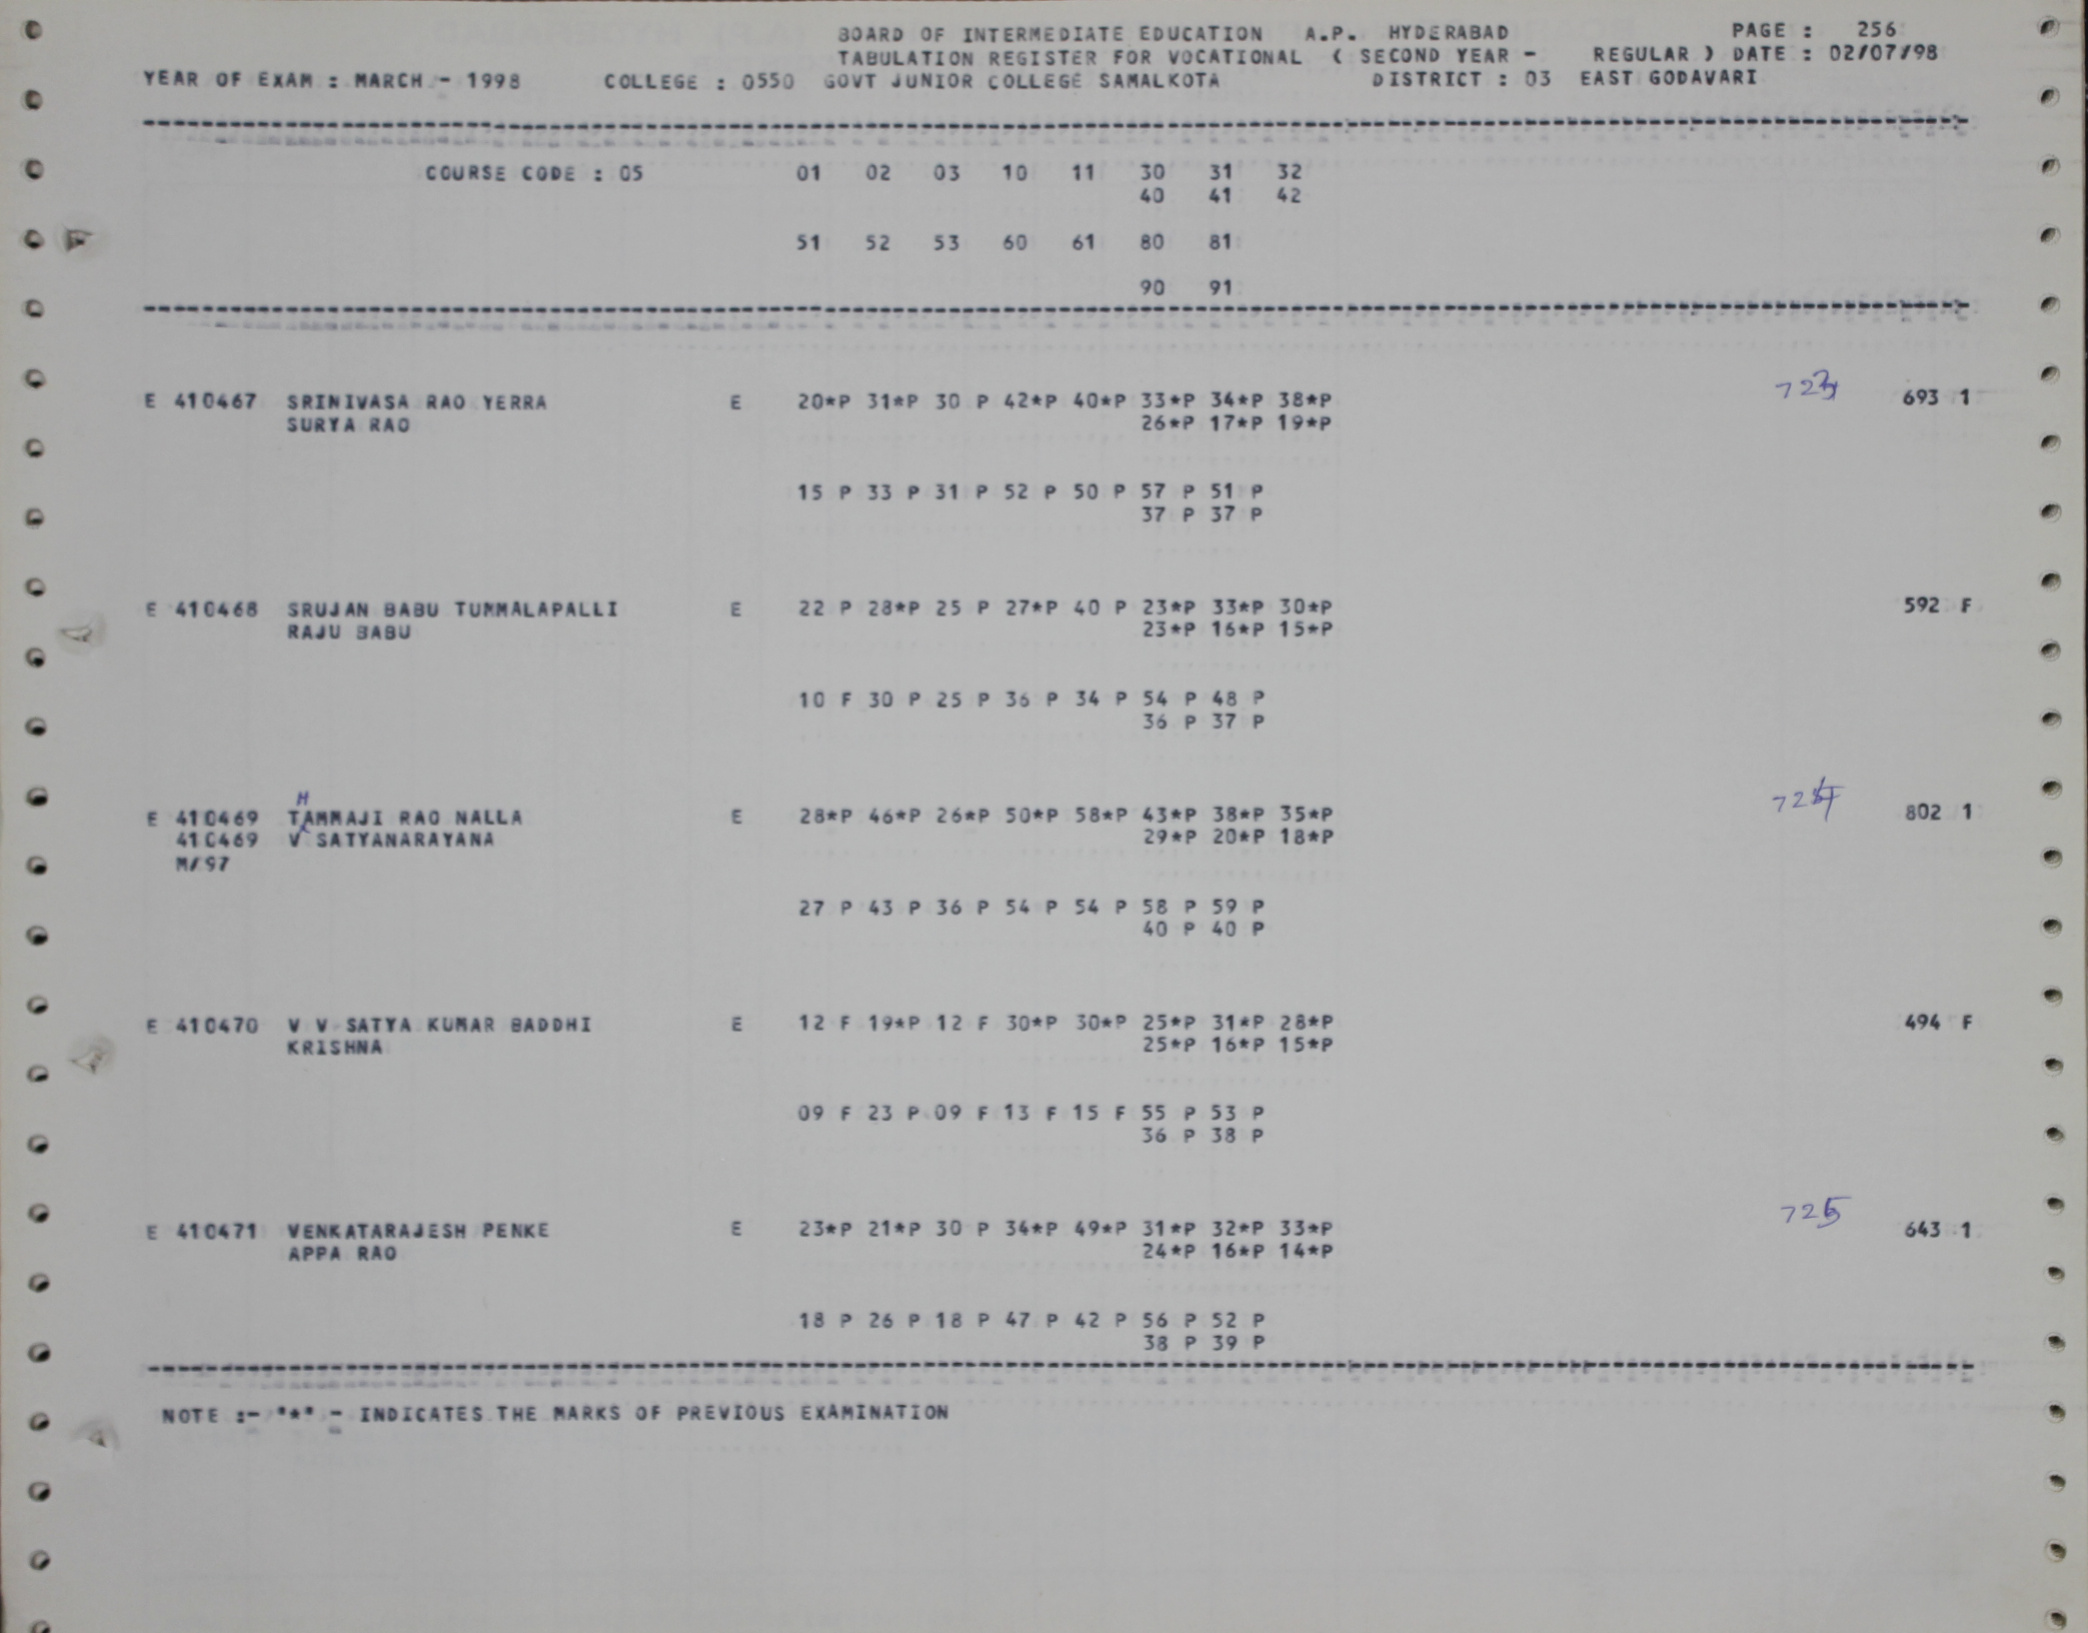 BOARD OF INTERMEDIATE EDUCATION A.P. HYDERABAD PAGE : 256
TABULATION REGISTER FOR VOCATIONAL ( SECOND YEAR - REGULAR ) DATE : 02/07/98
YEAR OF EXAM : MARCH - 1998 COLLEGE : 0550 GOVT JUNIOR COLLEGE SAMALKOTA DISTRICT : 03 EAST GODAVARI
COURSE CODE : 05 01 02 03 10 11 30 31 32
40 41 42
51 52 53 60 61 80 81
90 91
723
E 410467 SRINIVASA RAO YERRA E 20*P 31*P 30 P 42*P 40*P 33*P 34*P 38*P 693 1
SURYA RAO 26*P 17*P 19*P
15 P 33 P 31 P 52 P 50 P 57 P 51 P
37 P 37 P
E 410468 SRUJAN BABU TUMMALAPALLI E 22 P 28*P 25 P 27*P 40 P 23*P 33*P 30*P 592 F
RAJU BABU 23*P 16*P 15*P
10 F 30 P 25 P 36 P 34 P 54 P 48 P
36 P 37 P
H
E 410469 TAMMAJI RAO NALLA E 28*P 46*P 26*P 50*P 58*P 43*P 38*P 35*P 802 1
410469 V SATYANARAYANA 29*P 20*P 18*P
M/97
27 P 43 P 36 P 54 P 54 P 58 P 59 P
40 P 40 P
E 410470 V V SATYA KUMAR BADDHI E 12 F 19*P 12 F 30*P 30*P 25*P 31*P 28*P 494 F
KRISHNA 25*P 16*P 15*P
09 F 23 P 09 F 13 F 15 F 55 P 53 P
36 P 38 P
725
E 410471 VENKATARAJESH PENKE E 23*P 21*P 30 P 34*P 49*P 31*P 32*P 33*P 643 1
APPA RAO 24*P 16*P 14*P
18 P 26 P 18 P 47 P 42 P 56 P 52 P
38 P 39 P
NOTE :- "*" - INDICATES THE MARKS OF PREVIOUS EXAMINATION